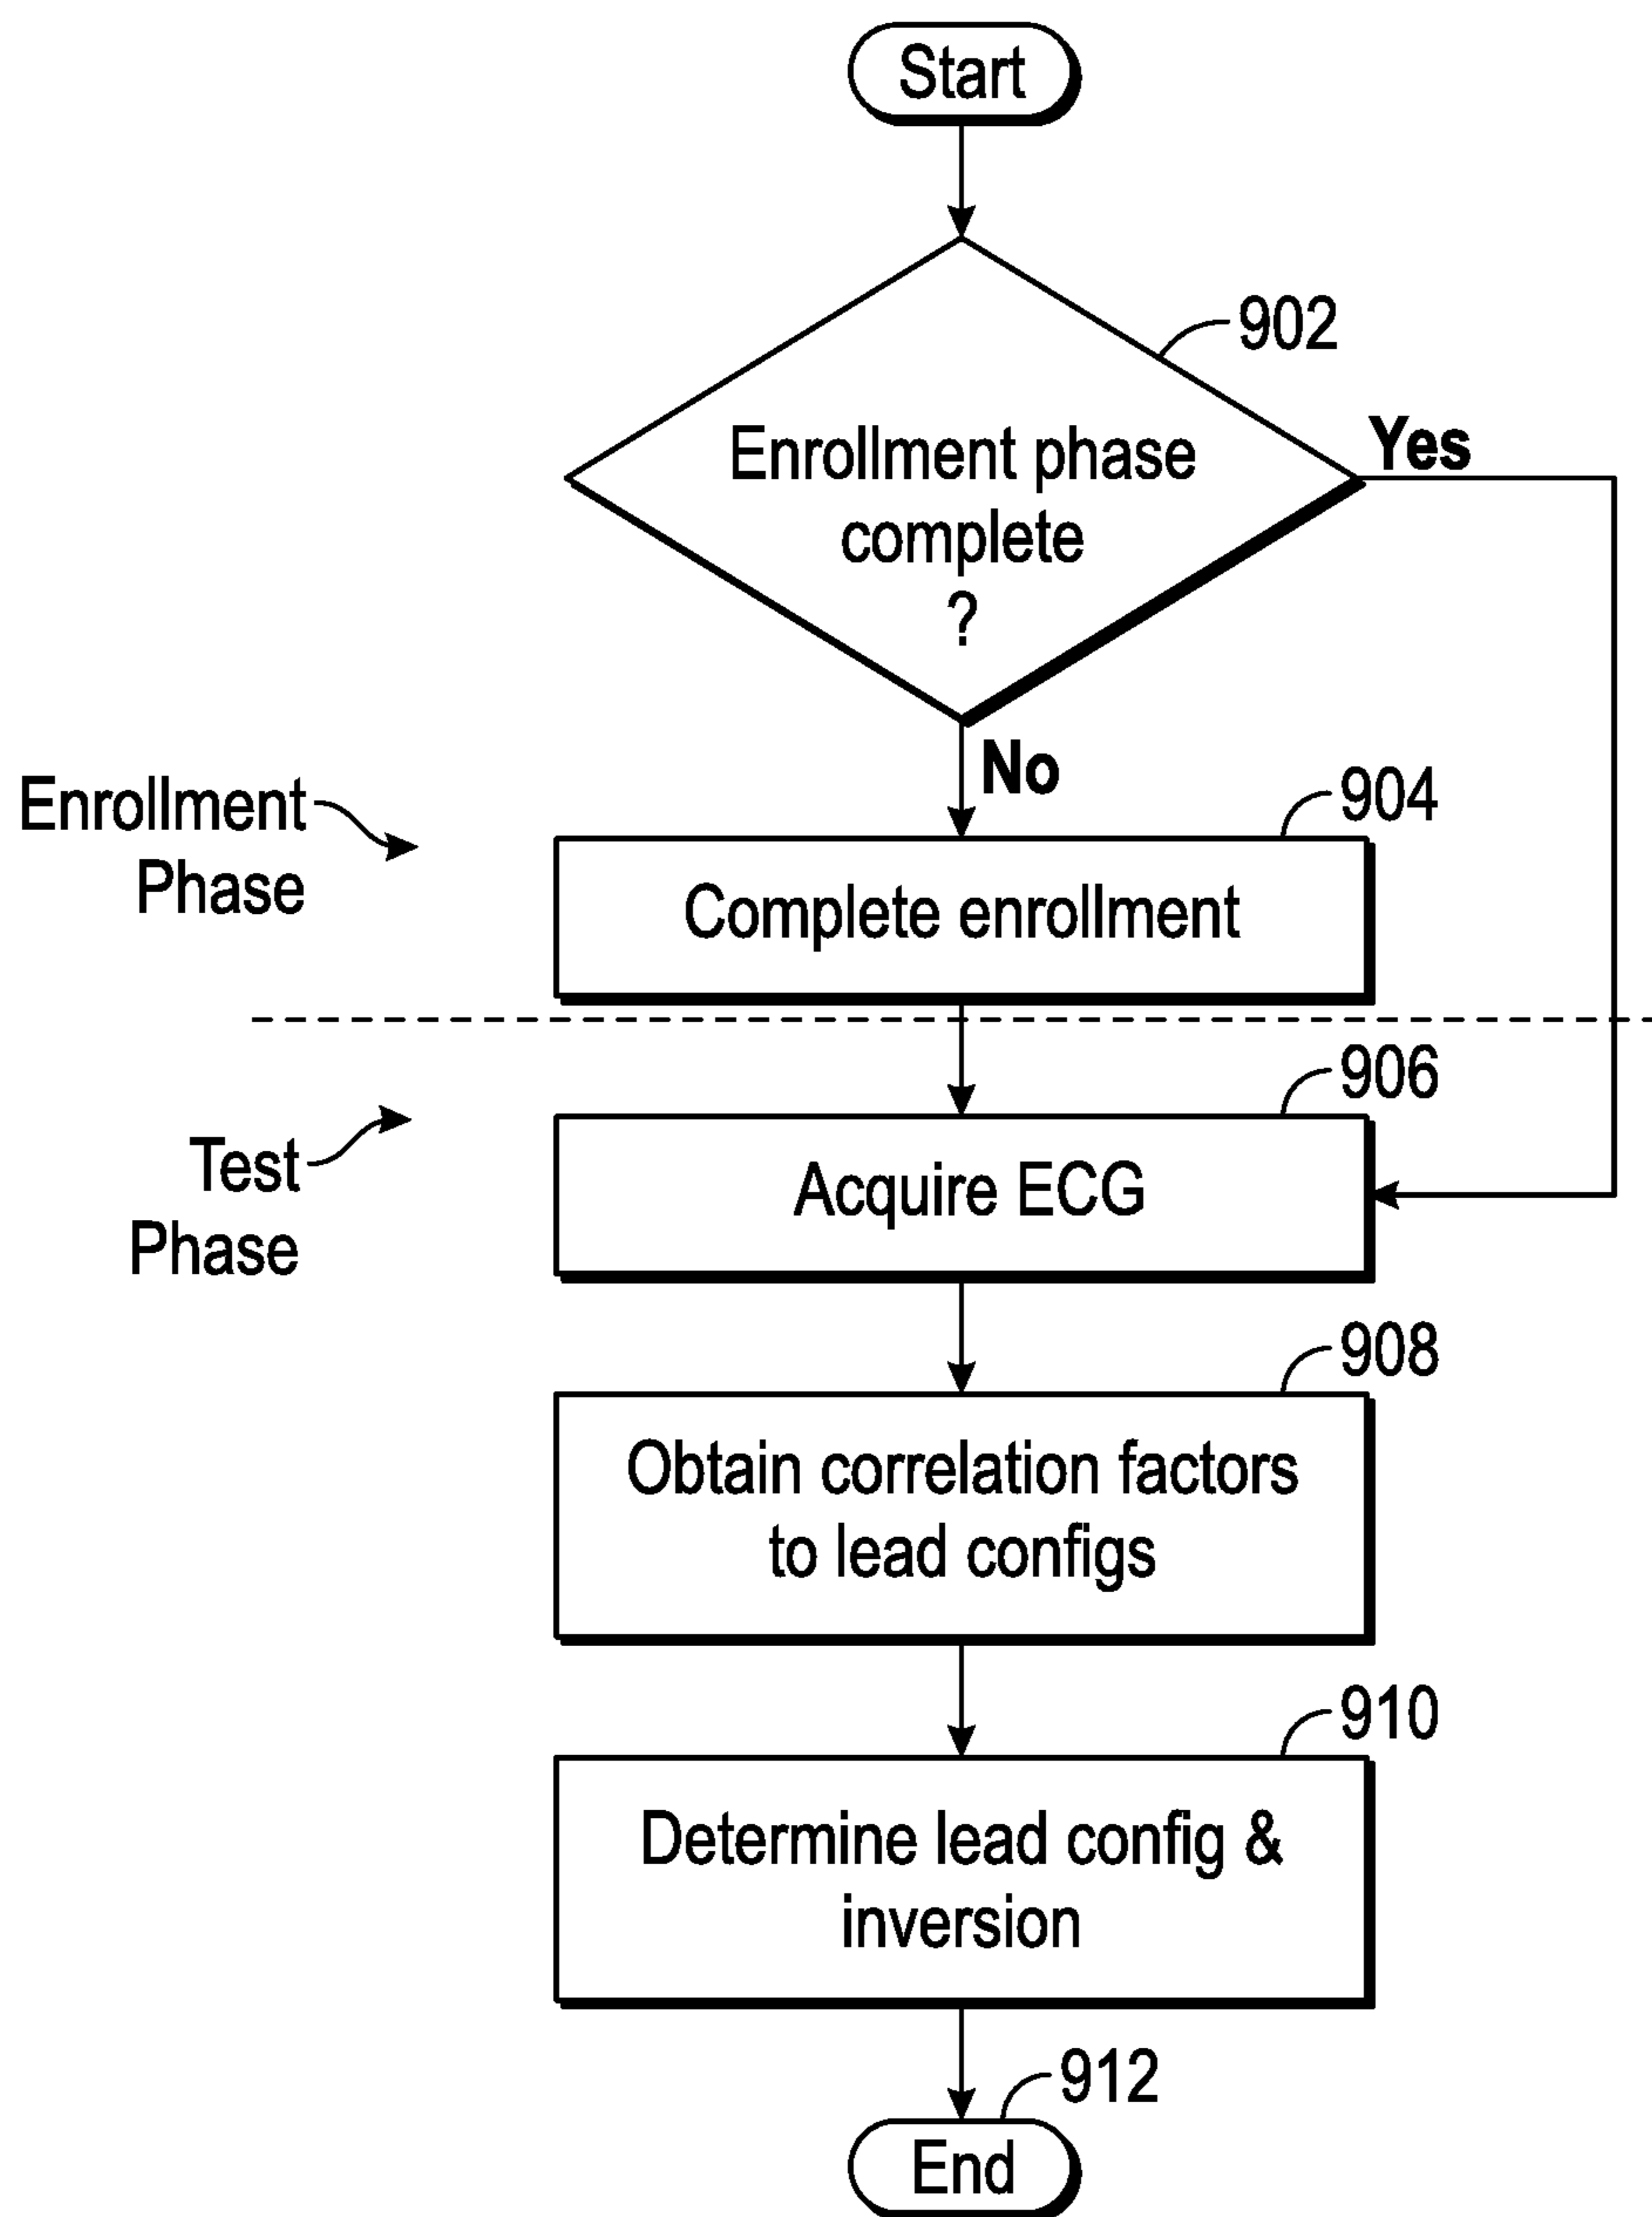 Start
902
Enrollment phase
complete
?
Yes
No
Enrollment
Phase
904
Complete enrollment
906
Test
Phase
Acquire ECG
908
Obtain correlation factors
to lead configs
910
Determine lead config &
inversion
912
End